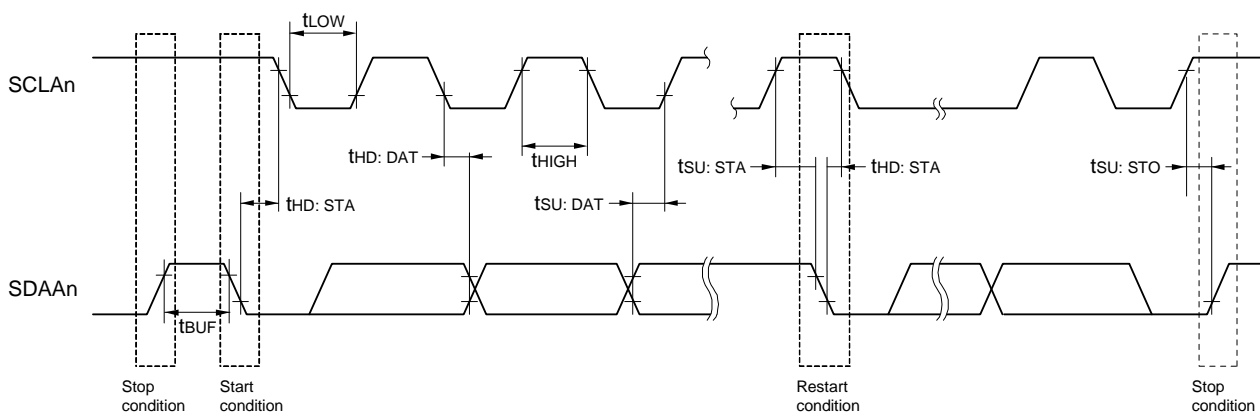 tLOW
SCLAn
tHD: DAT
tHIGH
tSU: STA
tHD: STA
tSU: STO
tHD: STA
tSU: DAT
SDAAn
tBUF
Stop
condition
Start
condition
Restart
condition
Stop
condition